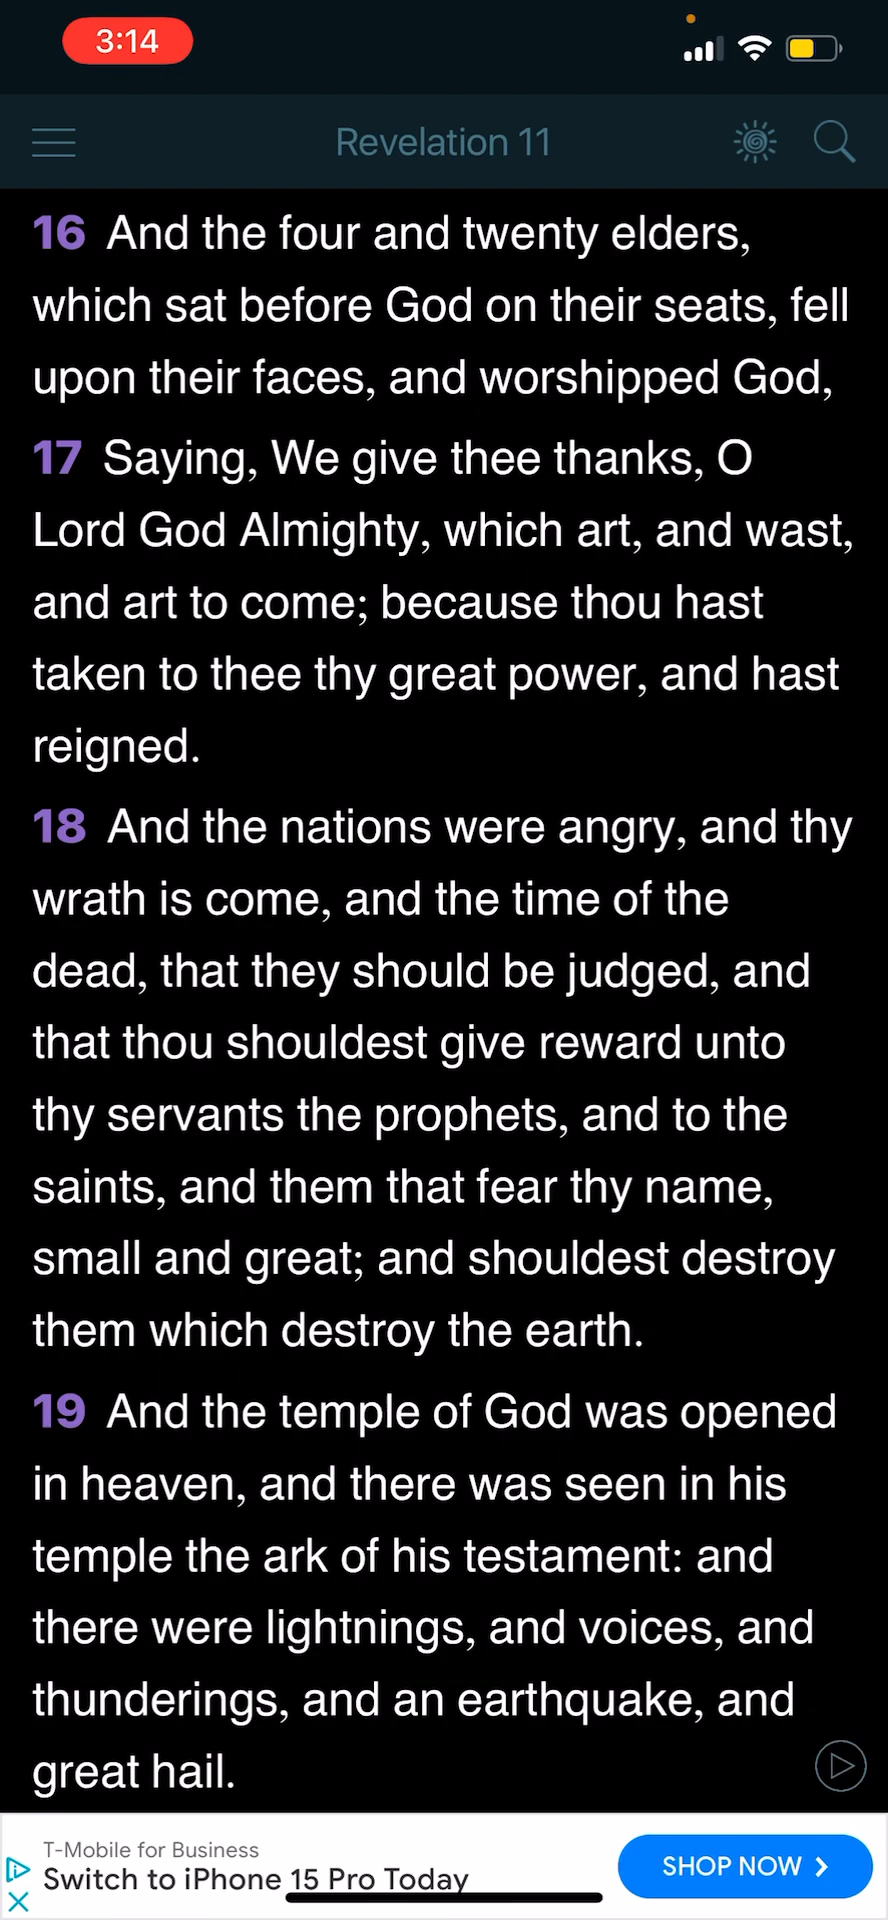 3:14
Revelation 11
16 And the four and twenty elders,
which sat before God on their seats, fell
upon their faces, and worshipped God,
17 Saying, We give thee thanks, O
Lord God Almighty, which art, and wast,
and art to come; because thou hast
taken to thee thy great power, and hast
reigned.
18 And the nations were angry, and thy
wrath is come, and the time of the
dead, that they should be judged, and
that thou shouldest give reward unto
thy servants the prophets, and to the
saints, and them that fear thy name,
small and great; and shouldest destroy
them which destroy the earth.
19 And the temple of God was opened
in heaven, and there was seen in his
temple the ark of his testament: and
there were lightnings, and voices, and
thunderings, and an earthquake, and
great hail.
T-Mobile for Business
Switch to iPhone 15 Pro Today
SHOP NOW